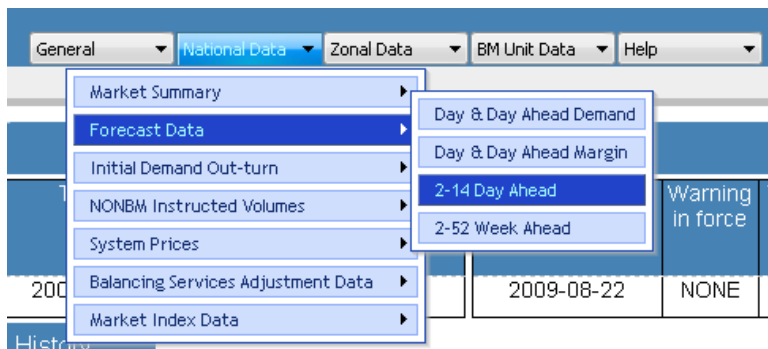 General
National Data
Zonal Data
BM Unit Data
Help
Market Summary
Forecast Data
Initial Demand Out-turn
NONBM Instructed Volumes
System Prices
Balancing Services Adjustment Data
Market Index Data
Day & Day Ahead Demand
Day & Day Ahead Margin
2-14 Day Ahead
2-52 Week Ahead
Warning
in force
200
2009-08-22
NONE
History